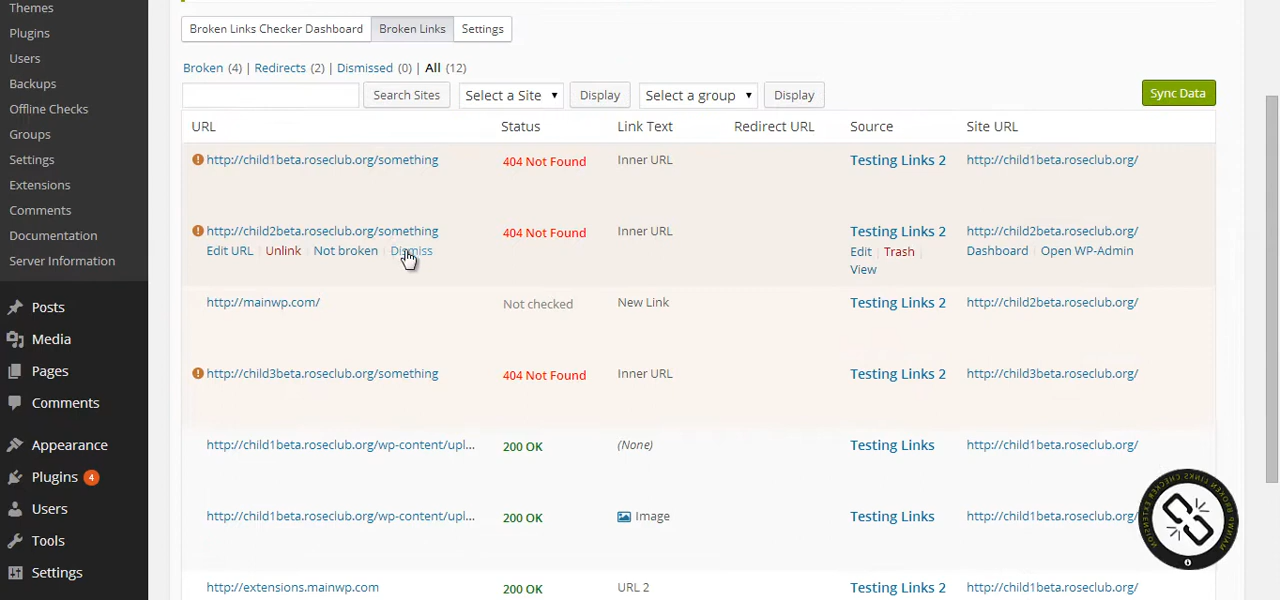 Themes
Plugins
Users
Backups
Offline Checks
Groups
Settings
Extensions
Comments
Documentation
Server Information
Posts
Media
Pages
Comments
Appearance
Plugins 4
Users
Tools
Settings
Broken Links Checker Dashboard Broken Links Settings
Broken (4) | Redirects (2) | Dismissed (0) | All (12)
Search Sites Select a Site Display Select a group Display Sync Data
URL Status Link Text Redirect URL Source Site URL
http://child1beta.roseclub.org/something 404 Not Found Inner URL Testing Links 2 http://child1beta.roseclub.org/
http://child2beta.roseclub.org/something 404 Not Found Inner URL Testing Links 2 http://child2beta.roseclub.org/
Edit URL | Unlink | Not broken | Dismiss Edit | Trash | Dashboard | Open WP-Admin
View
http://mainwp.com/ Not checked New Link Testing Links 2 http://child2beta.roseclub.org/
http://child3beta.roseclub.org/something 404 Not Found Inner URL Testing Links 2 http://child3beta.roseclub.org/
http://child1beta.roseclub.org/wp-content/upl... 200 OK (None) Testing Links http://child1beta.roseclub.org/
http://child1beta.roseclub.org/wp-content/upl... 200 OK Image Testing Links http://child1beta.roseclub.org/
http://extensions.mainwp.com 200 OK URL 2 Testing Links 2 http://child1beta.roseclub.org/
MAINWP BROKEN LINKS CHECKER EXTENSION